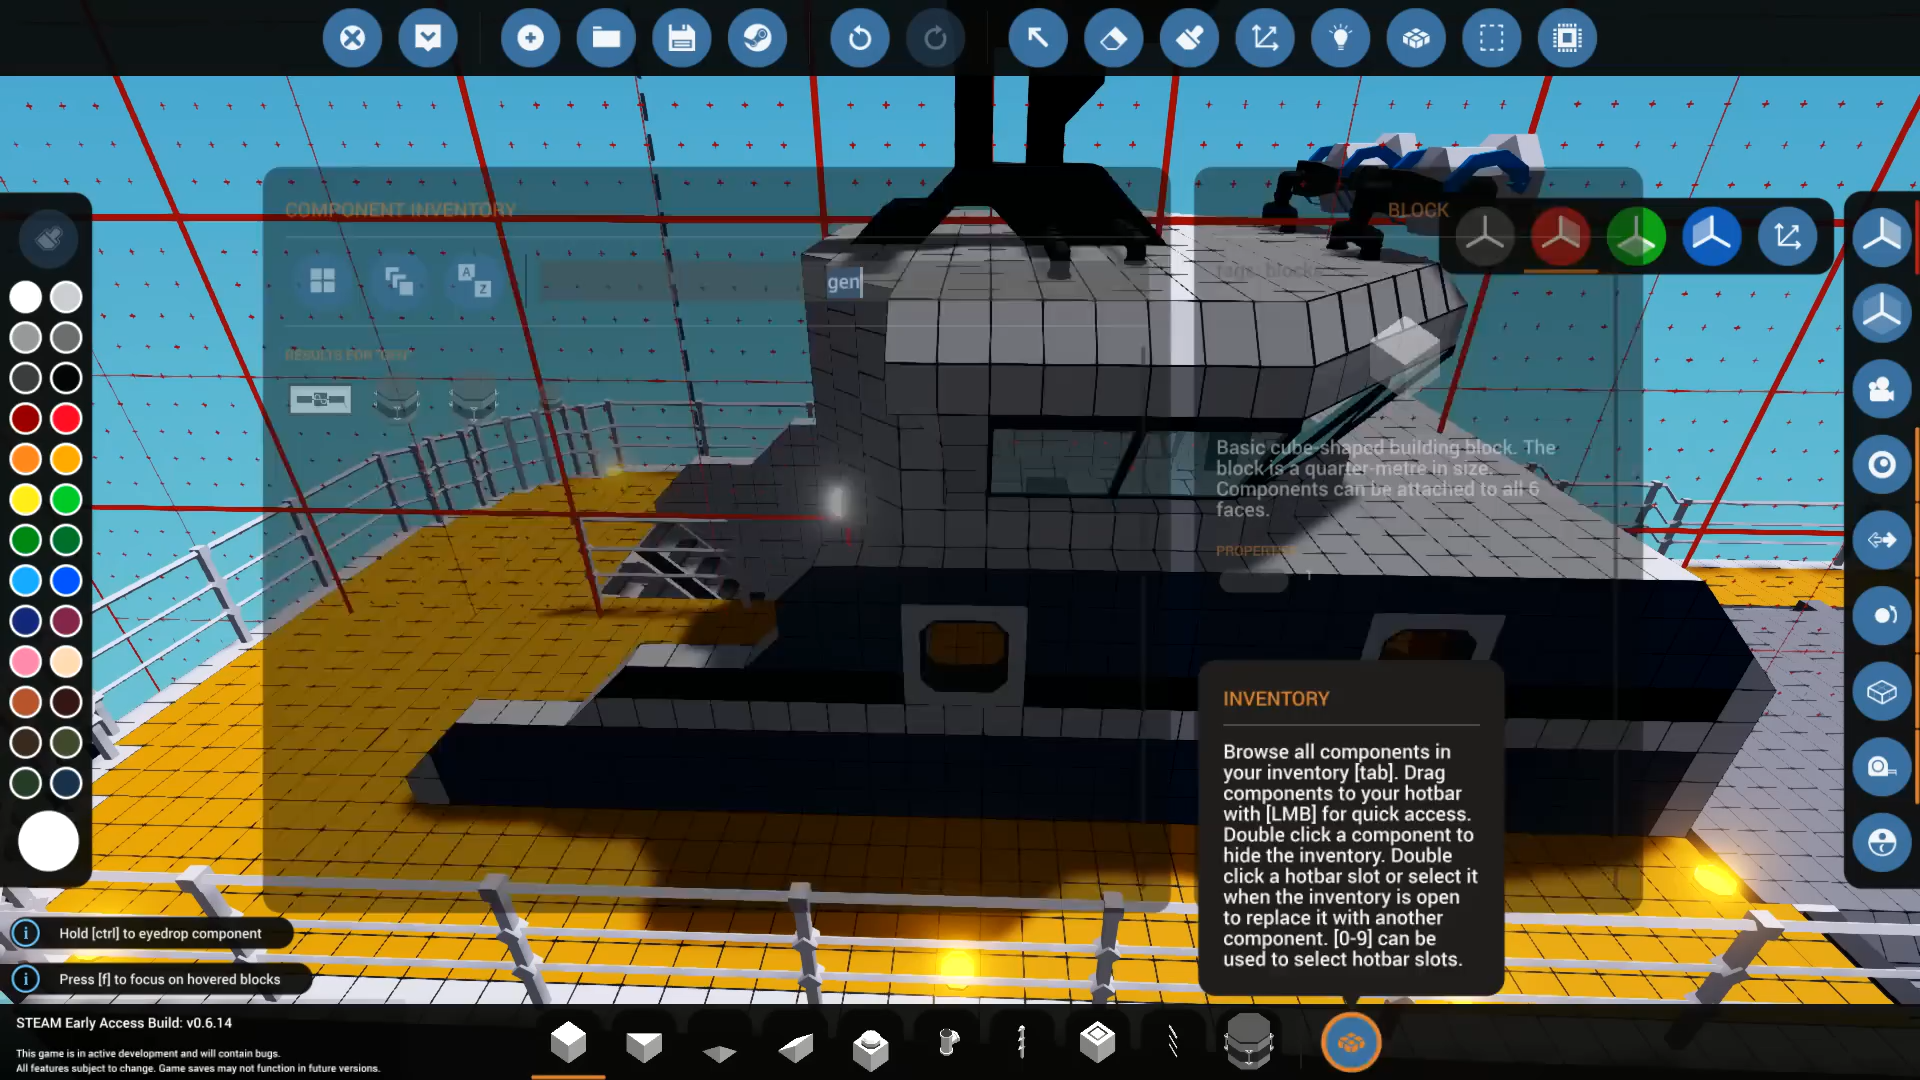 COMPONENT INVENTORY
A
Z
gen
RESULTS FOR "GEN"
BLOCK
Basic cube-shaped building block. The
block is a quarter-metre in size.
Components can be attached to all 6
faces.
PROPERTIES
1
INVENTORY
Browse all components in
your inventory [tab]. Drag
components to your hotbar
with [LMB] for quick access.
Double click a component to
hide the inventory. Double
click a hotbar slot or select it
when the inventory is open
to replace it with another
component. [0-9] can be
used to select hotbar slots.
Hold [ctrl] to eyedrop component
Press [f] to focus on hovered blocks
STEAM Early Access Build: v0.6.14
This game is in active development and will contain bugs.
All features subject to change. Game saves may not function in future versions.